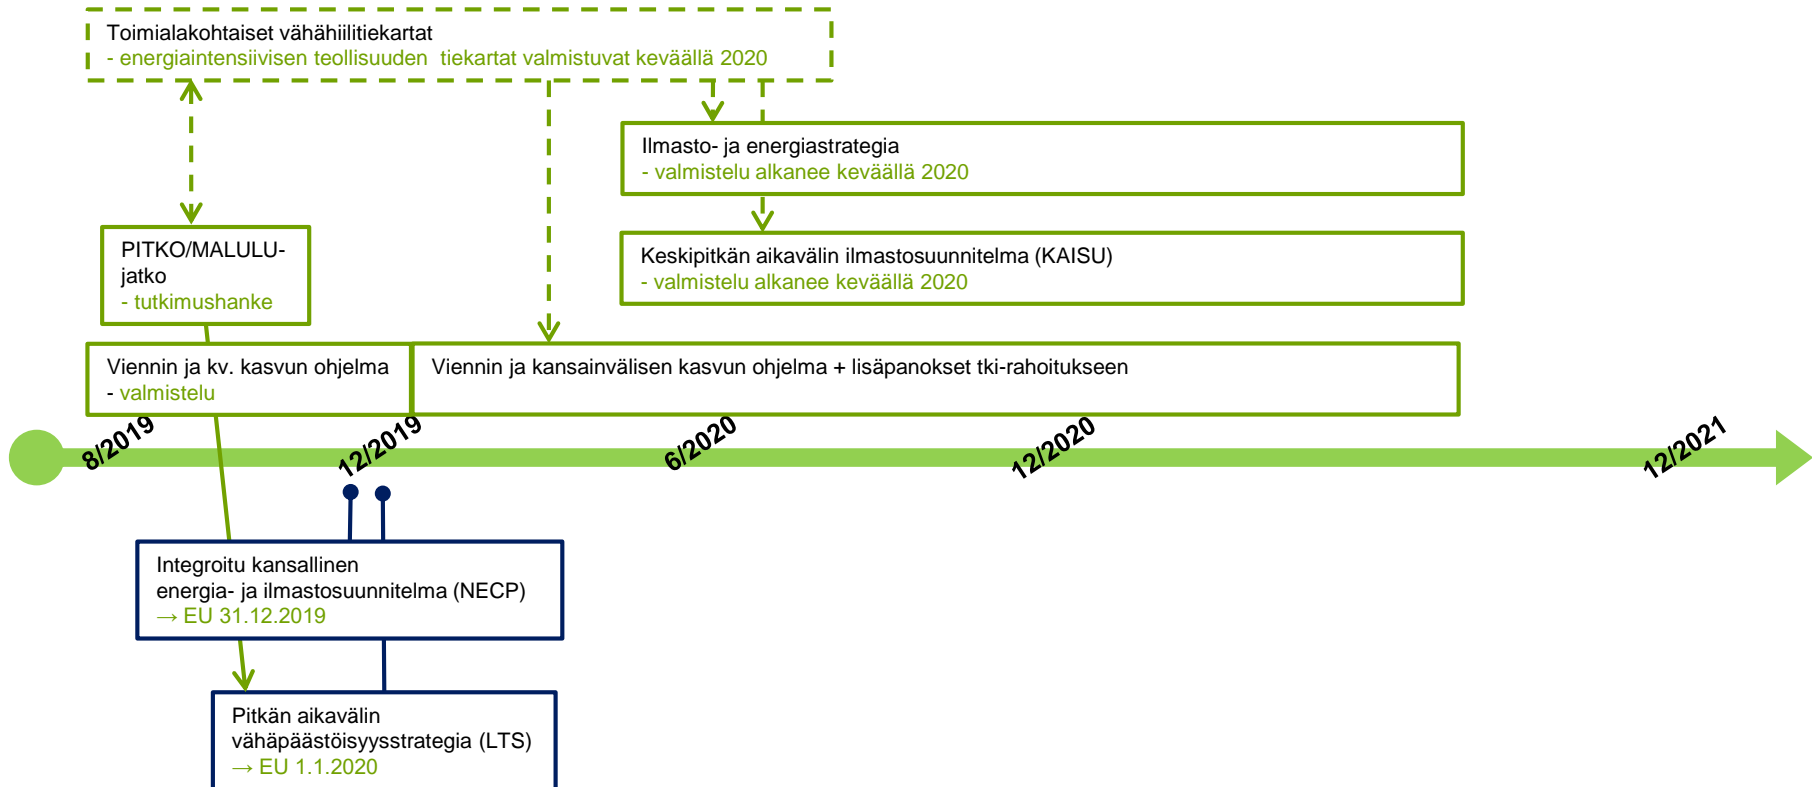 Toimialakohtaiset vähähiilitiekartat
- energiaintensiivisen teollisuuden tiekartat valmistuvat keväällä 2020
Ilmasto- ja energiastrategia
- valmistelu alkanee keväällä 2020
PITKO/MALULU-
jatko
- tutkimushanke
Keskipitkän aikavälin ilmastosuunnitelma (KAISU)
- valmistelu alkanee keväällä 2020
Viennin ja kv. kasvun ohjelma
- valmistelu
Viennin ja kansainvälisen kasvun ohjelma + lisäpanokset tki-rahoitukseen
8/2019
12/2019
6/2020
12/2020
12/2021
Integroitu kansallinen
energia- ja ilmastosuunnitelma (NECP)
→ EU 31.12.2019
Pitkän aikavälin
vähäpäästöisyysstrategia (LTS)
→ EU 1.1.2020